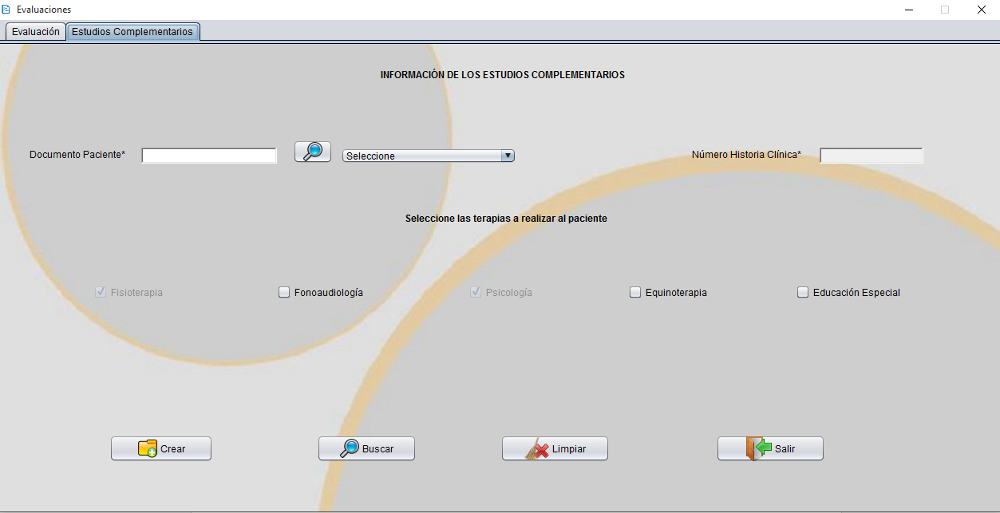 Evaluaciones
Evaluación Estudios Complementarios
INFORMACIÓN DE LOS ESTUDIOS COMPLEMENTARIOS
Documento Paciente* Seleccione Número Historia Clínica*
Seleccione las terapias a realizar al paciente
Fisioterapia Fonoaudiología Psicología Equinoterapia Educación Especial
Crear Buscar Limpiar Salir